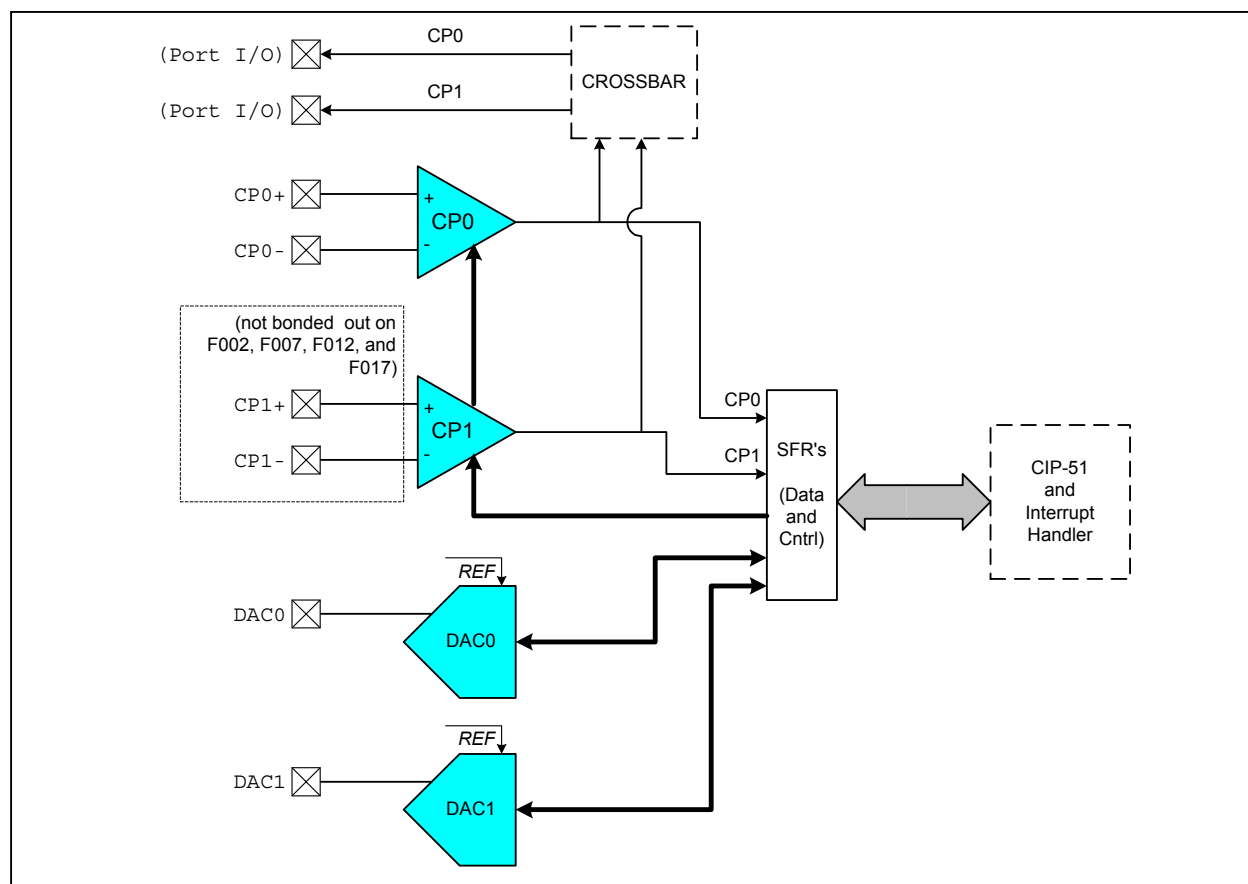 (Port I/O)
CP0
CROSSBAR
(Port I/O)
CP1
CP0+
+
CP0
CP0-
-
(not bonded out on
F002, F007, F012, and
F017)
CP1+
+
CP1
CP1-
-
CP0
CP1
SFR's
(Data
and
Cntrl)
CIP-51
and
Interrupt
Handler
REF
DAC0
DAC0
REF
DAC1
DAC1